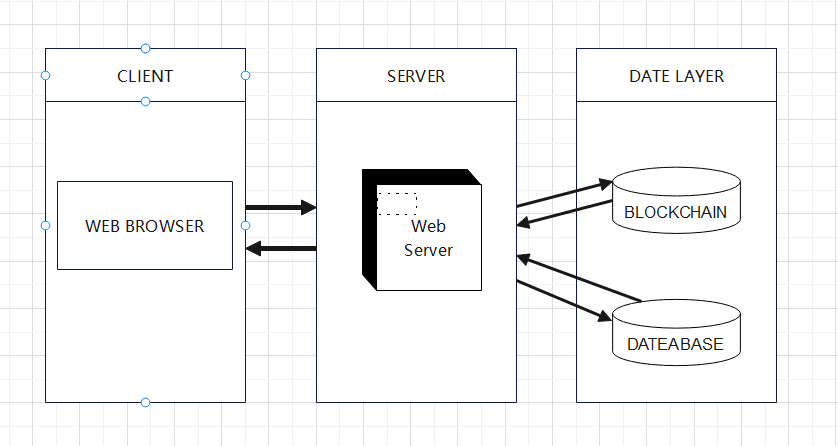 CLIENT
SERVER
DATE LAYER
WEB BROWSER
Web
Server
BLOCKCHAIN
DATEABASE